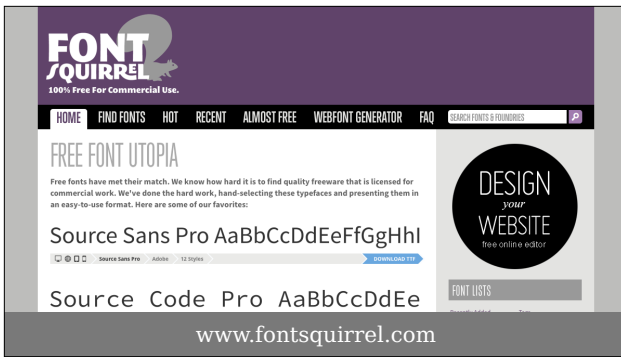 FONT
SQUIRREL
100% Free For Commercial Use.
HOME FIND FONTS HOT RECENT ALMOST FREE WEBFONT GENERATOR FAQ SEARCH FONTS & FOUNDRIES
FREE FONT UTOPIA
Free fonts have met their match. We know how hard it is to find quality freeware that is licensed for
commercial work. We've done the hard work, hand-selecting these typefaces and presenting them in
an easy-to-use format. Here are some of our favorites:
Source Sans Pro AaBbCcDdEeFfGgHhI
Source Sans Pro Adobe 12 Styles DOWNLOAD TTF
Source Code Pro AaBbCcDdEe
DESIGN
your
WEBSITE
free online editor
FONT LISTS
www.fontsquirrel.com